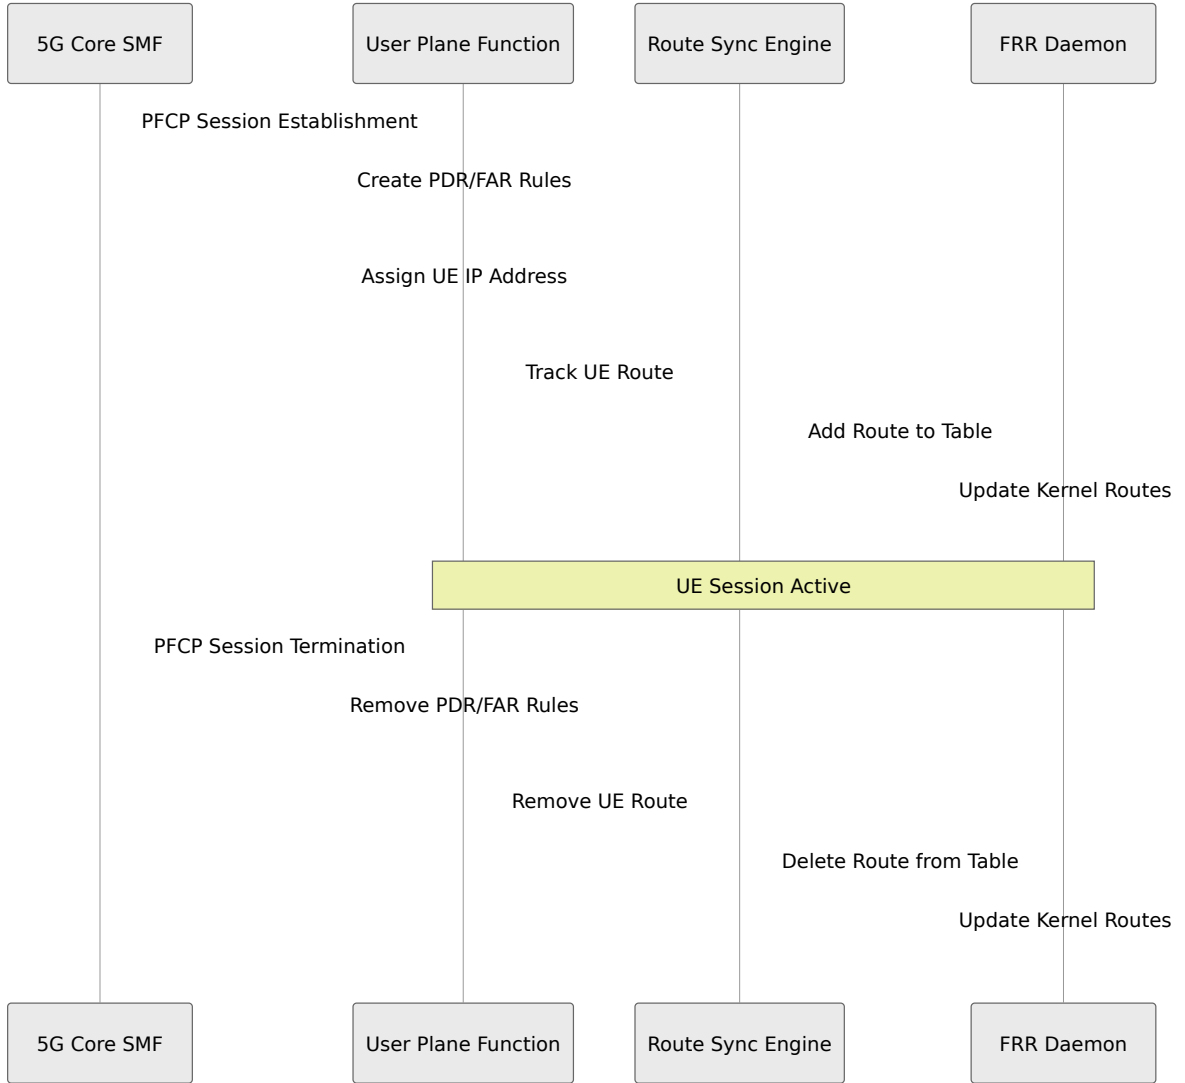 5G Core SMF
User Plane Function
Route Sync Engine
FRR Daemon
PFCP Session Establishment
Create PDR/FAR Rules
Assign UE IP Address
Track UE Route
Add Route to Table
Update Kernel Routes
UE Session Active
PFCP Session Termination
Remove PDR/FAR Rules
Remove UE Route
Delete Route from Table
Update Kernel Routes
5G Core SMF
User Plane Function
Route Sync Engine
FRR Daemon